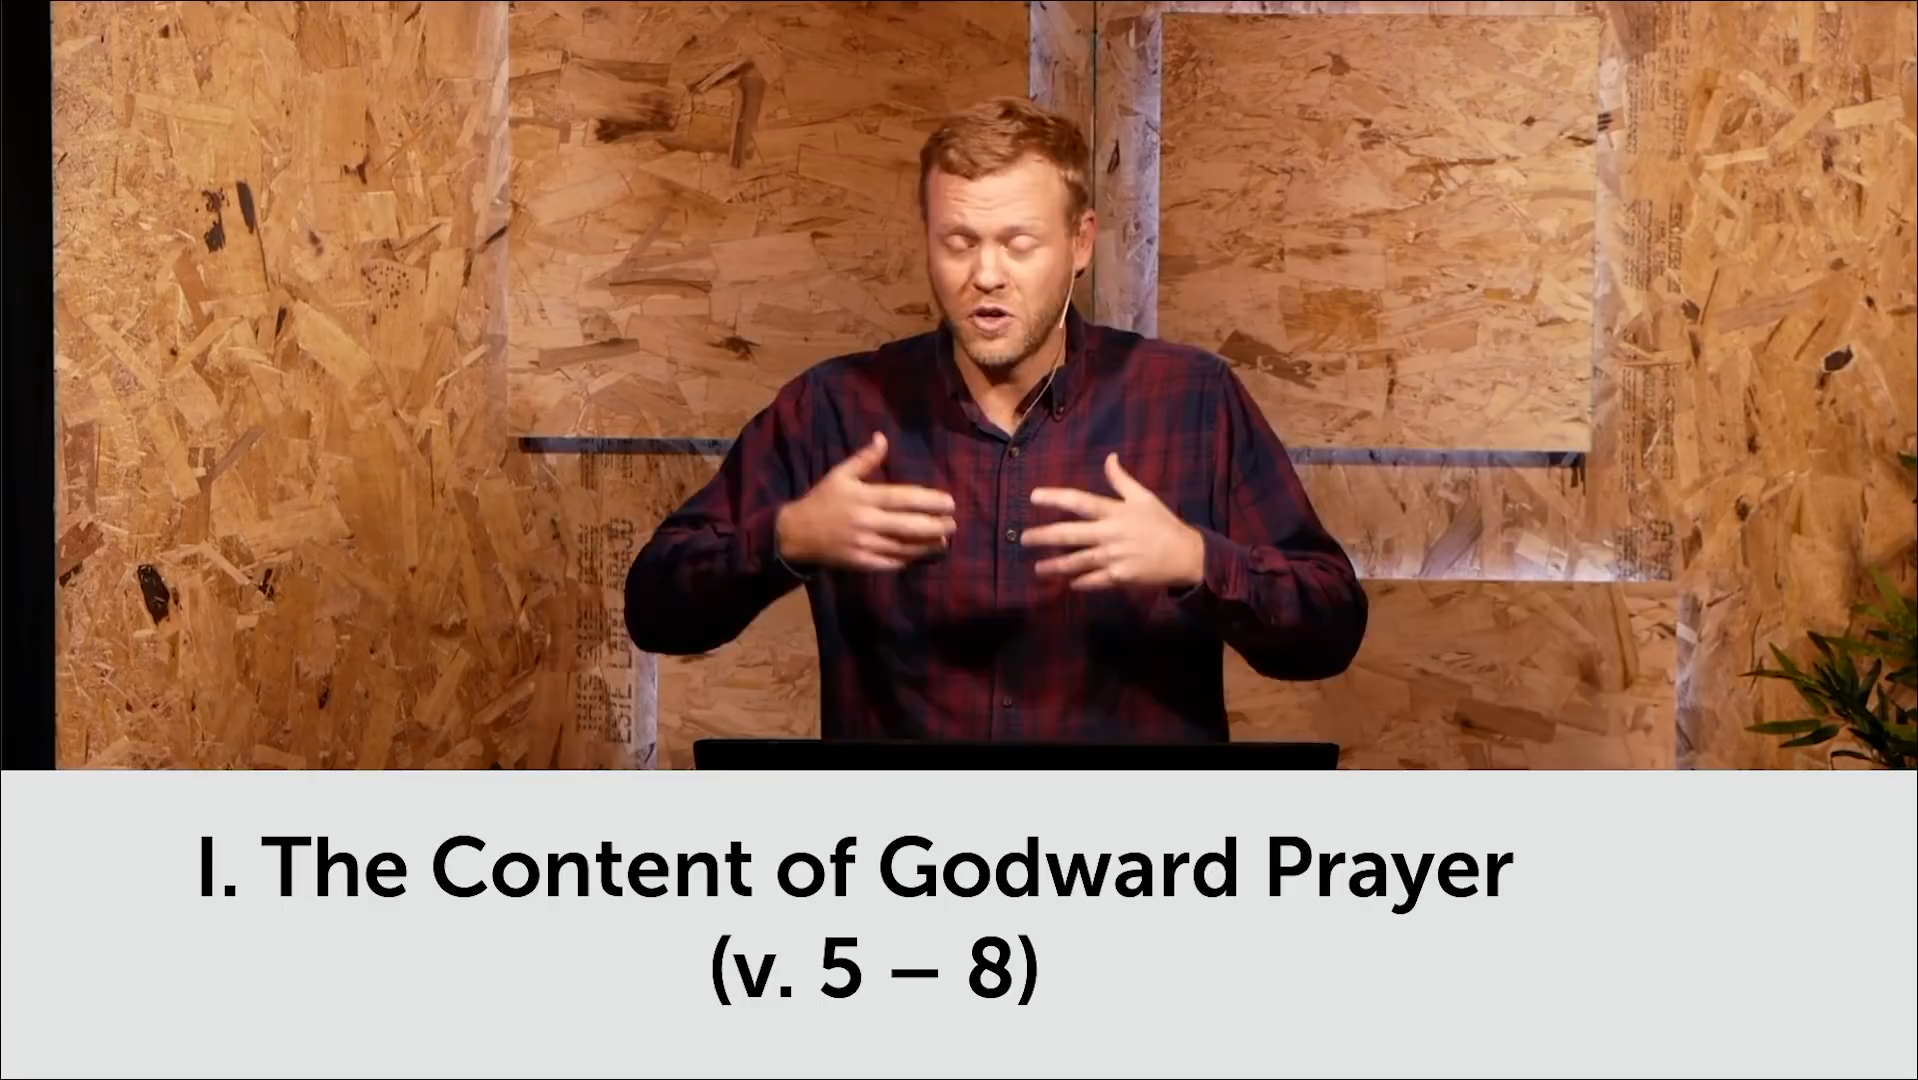 I. The Content of Godward Prayer
(v. 5 – 8)